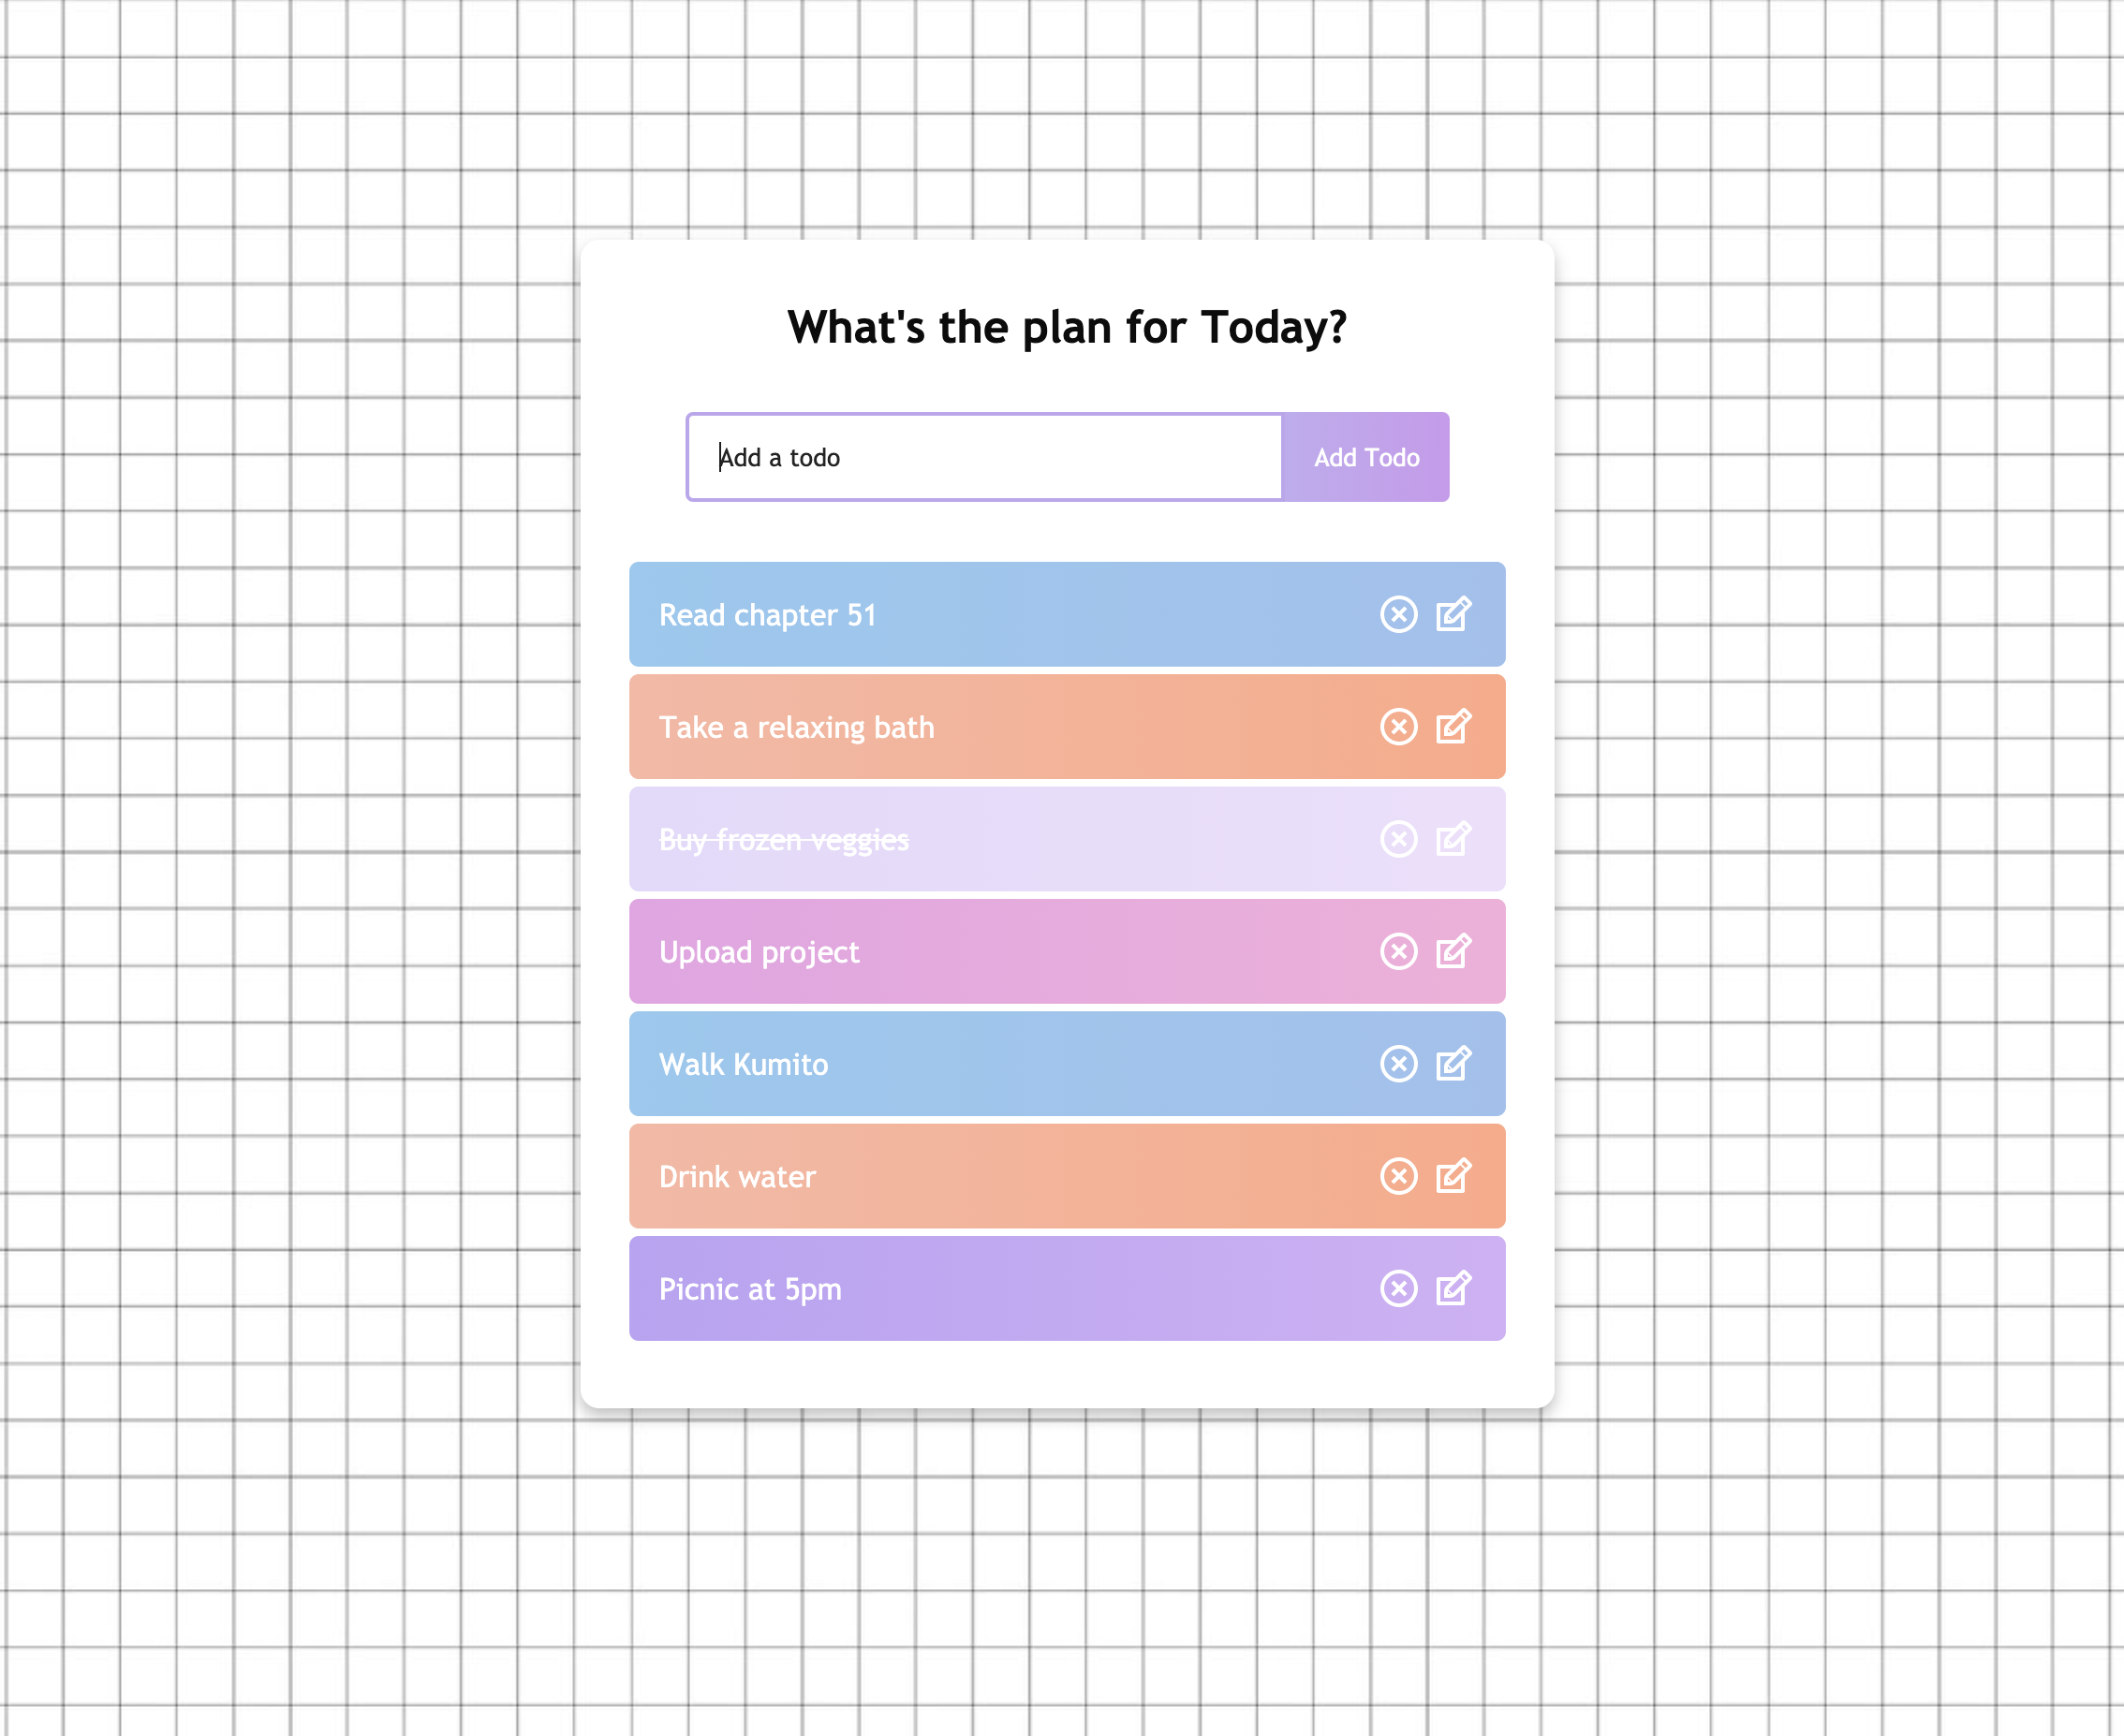 What's the plan for Today?
Add a todo
Add Todo
Read chapter 51
Take a relaxing bath
Buy frozen veggies
Upload project
Walk Kumito
Drink water
Picnic at 5pm